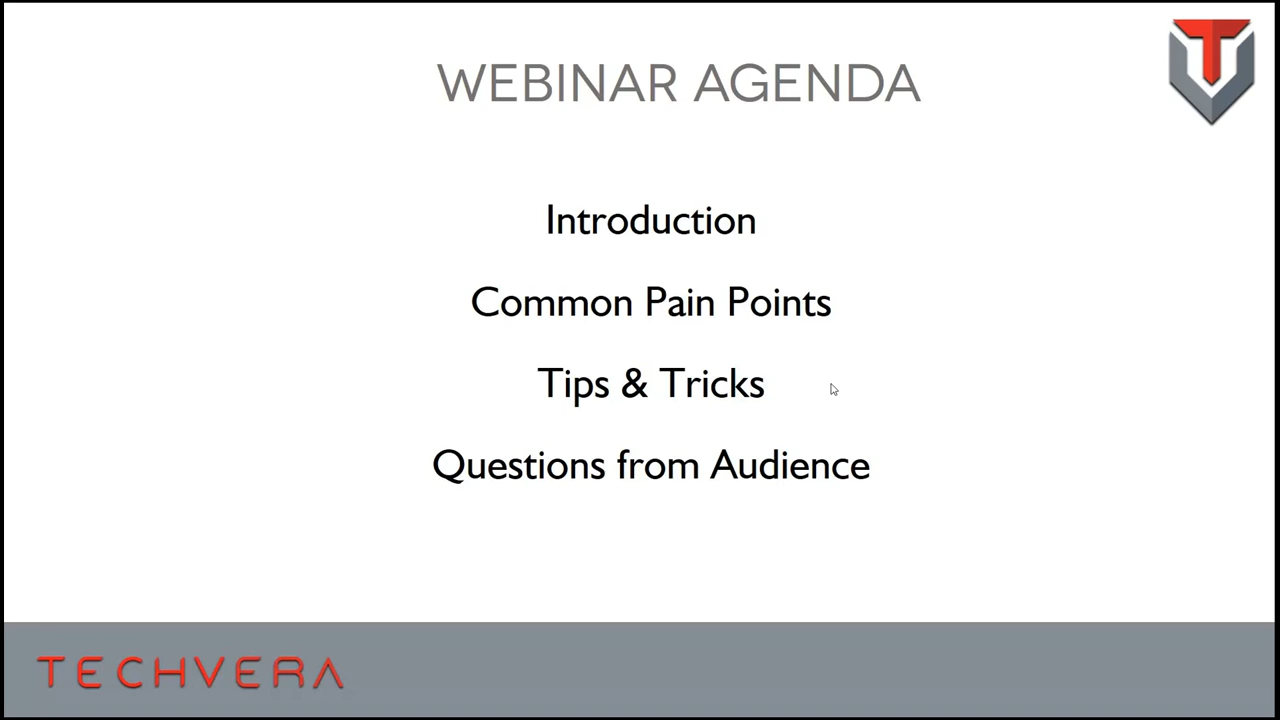 WEBINAR AGENDA
Introduction
Common Pain Points
Tips & Tricks
Questions from Audience
TECHVERA